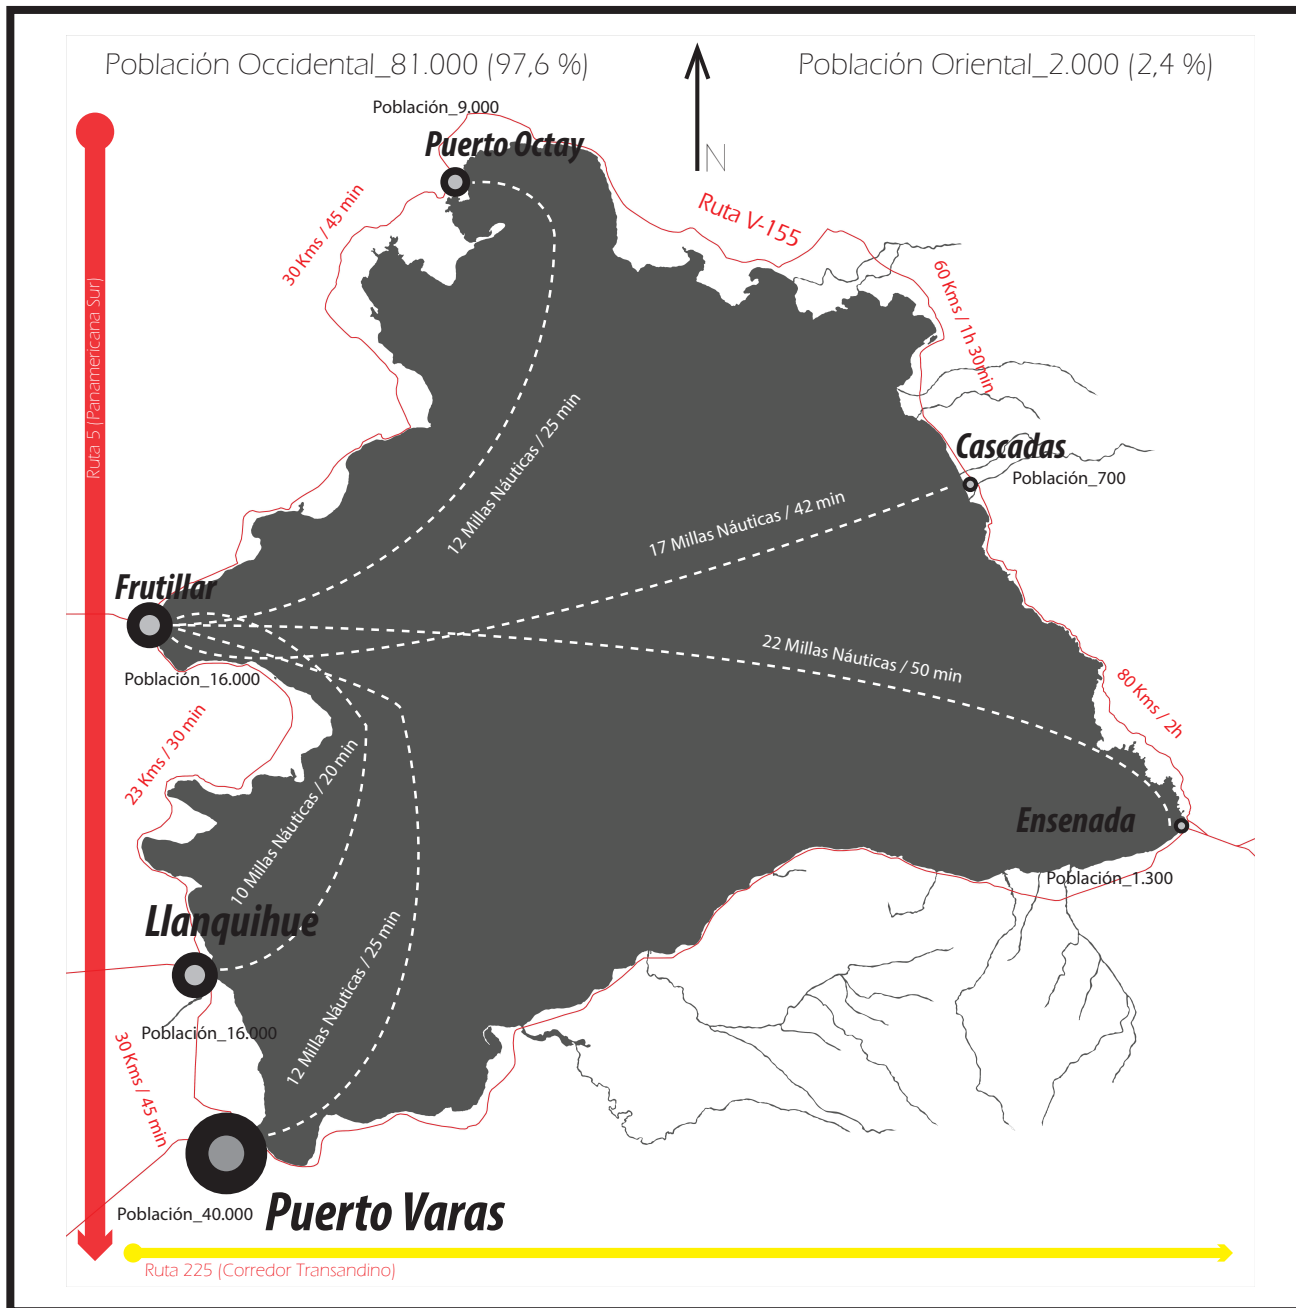 Población Occidental_81.000 (97,6 %)
Población Oriental_2.000 (2,4 %)
Población_9.000
Puerto Octay
N
Ruta V-155
30 Kms / 45 min
60 Kms / 1h 30min
Ruta 5 (Panamericana Sur)
12 Millas Náuticas / 25 min
Cascadas
Población_700
17 Millas Náuticas / 42 min
Frutillar
Población_16.000
22 Millas Náuticas / 50 min
80 Kms / 2h
23 Kms / 30 min
10 Millas Náuticas / 20 min
Ensenada
Población_1.300
Llanquihue
12 Millas Náuticas / 25 min
Población_16.000
30 Kms / 45 min
Población_40.000
Puerto Varas
Ruta 225 (Corredor Transandino)